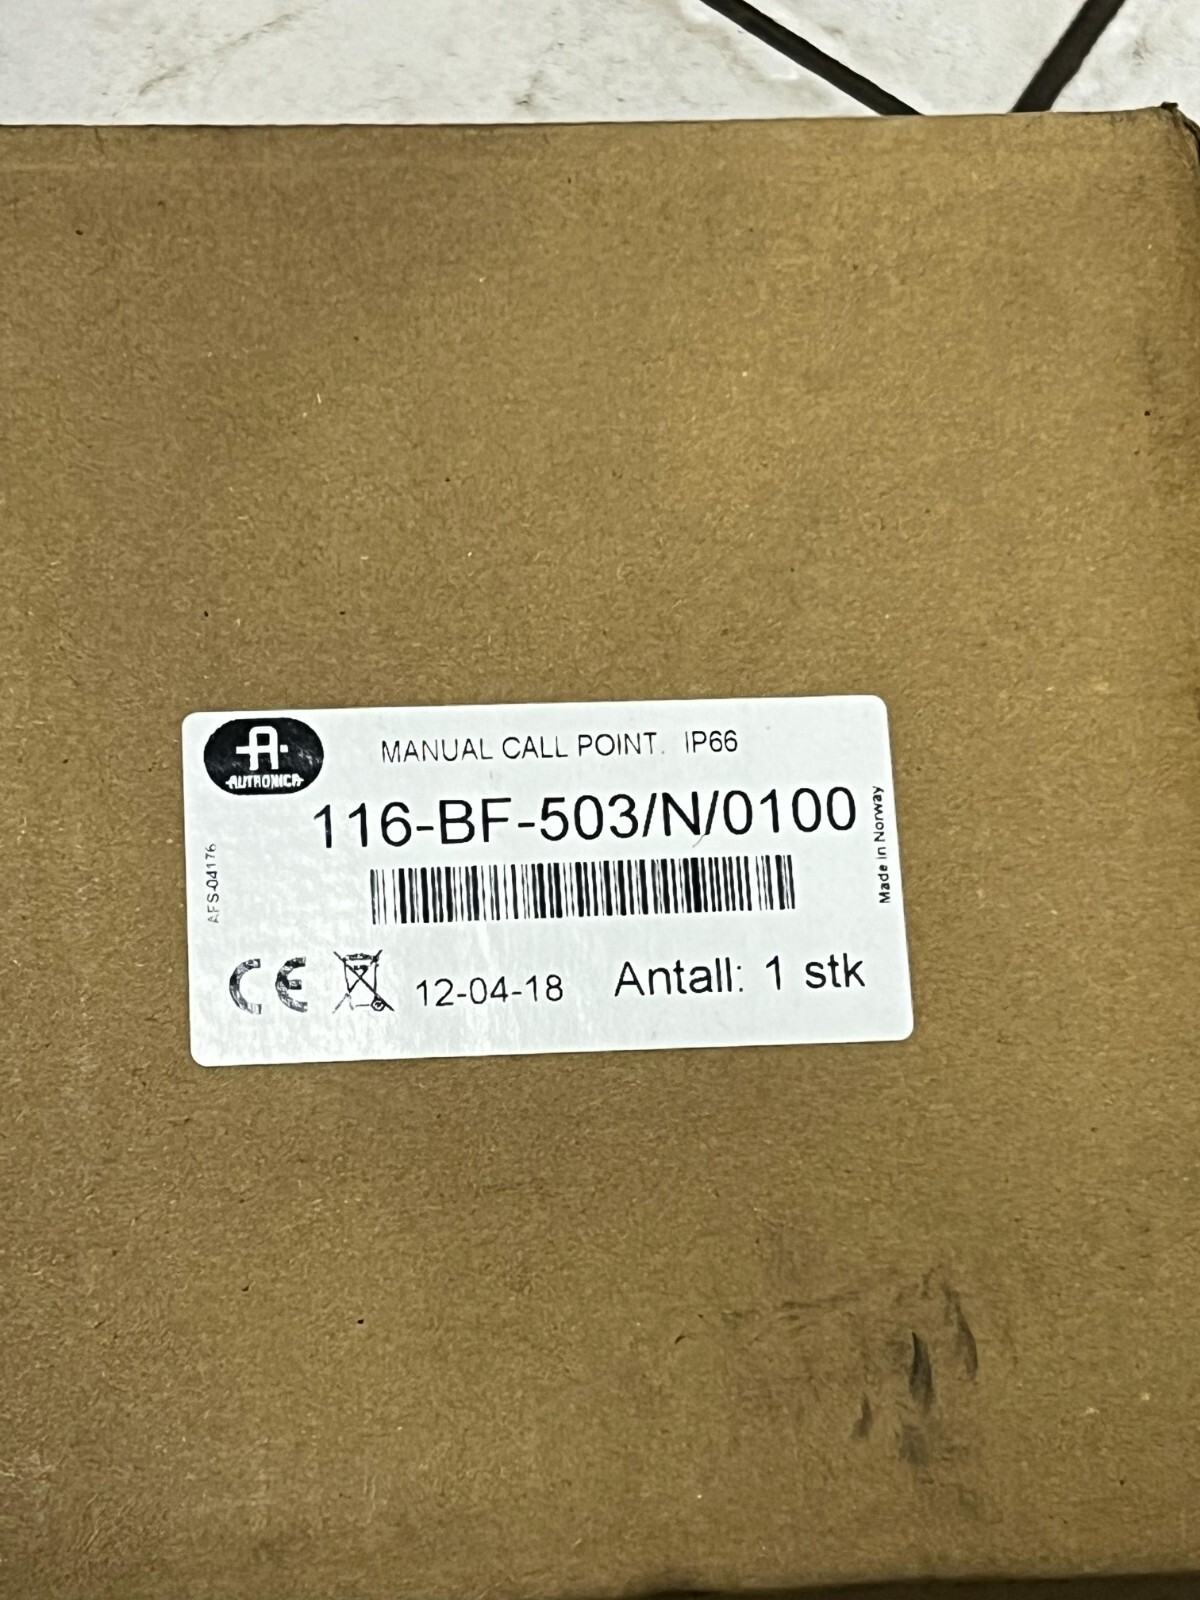 AUTRONICA
MANUAL CALL POINT. IP66
116-BF-503/N/0100
AFS-04176
Made in Norway
CE
12-04-18
Antall: 1 stk